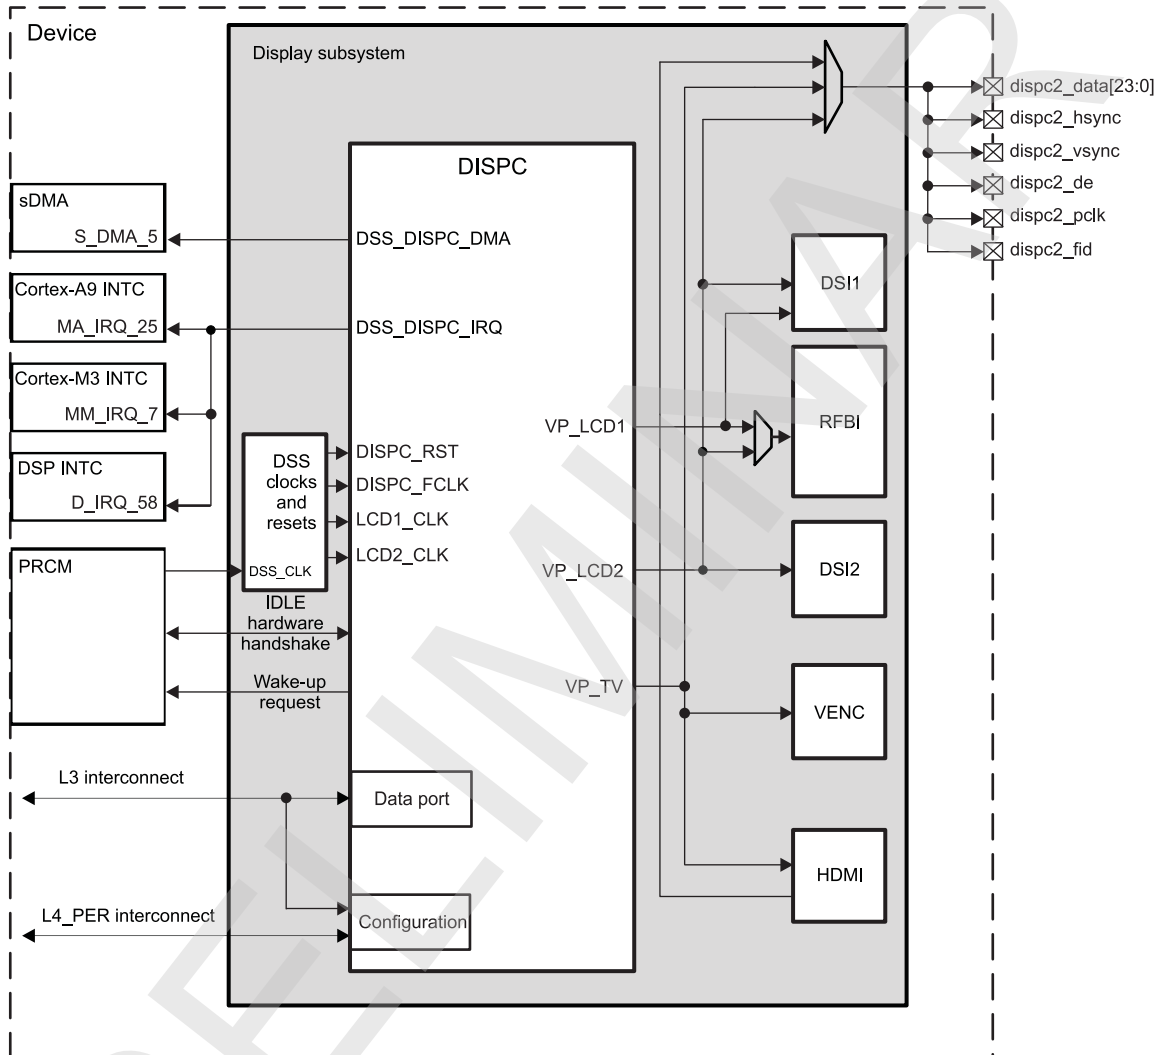 Device
Display subsystem
dispc2_data[23:0]
dispc2_hsync
dispc2_vsync
dispc2_de
dispc2_pclk
dispc2_fid
DISPC
sDMA
S_DMA_5
DSS_DISPC_DMA
Cortex-A9 INTC
MA_IRQ_25
DSS_DISPC_IRQ
Cortex-M3 INTC
MM_IRQ_7
DSP INTC
D_IRQ_58
DSS
clocks
and
resets
DSS_CLK
DISPC_RST
DISPC_FCLK
LCD1_CLK
LCD2_CLK
PRCM
IDLE
hardware
handshake
Wake-up
request
VP_LCD1
VP_LCD2
VP_TV
DSI1
RFBI
DSI2
VENC
HDMI
L3 interconnect
Data port
L4_PER interconnect
Configuration
ELIMINAR